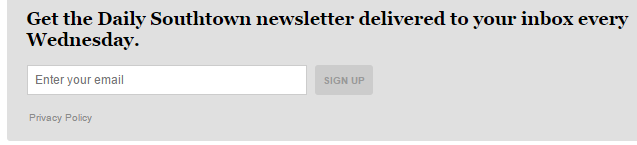 Get the Daily Southtown newsletter delivered to your inbox every
Wednesday.
Enter your email
SIGN UP
Privacy Policy